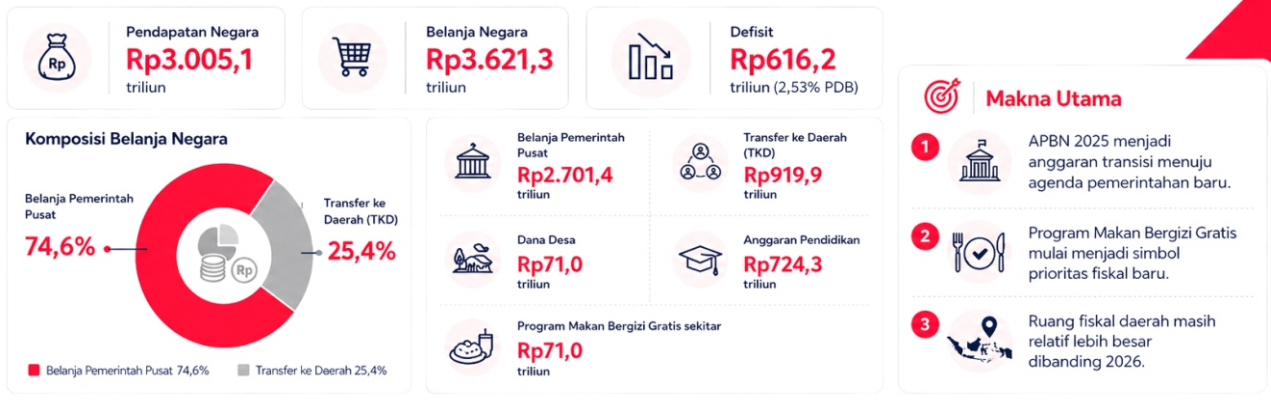 Pendapatan Negara
Rp3.005,1
triliun
Rp
Belanja Negara
Rp3.621,3
triliun
Defisit
Rp616,2
triliun (2,53% PDB)
Komposisi Belanja Negara
Belanja Pemerintah
Pusat
74,6%
Rp
Transfer ke
Daerah (TKD)
25,4%
Belanja Pemerintah Pusat 74,6%
Transfer ke Daerah 25,4%
Belanja Pemerintah
Pusat
Rp2.701,4
triliun
Transfer ke Daerah
(TKD)
Rp919,9
triliun
Dana Desa
Rp71,0
triliun
Anggaran Pendidikan
Rp724,3
triliun
Program Makan Bergizi Gratis sekitar
Rp71,0
triliun
Makna Utama
1
APBN 2025 menjadi
anggaran transisi menuju
agenda pemerintahan baru.
2
Program Makan Bergizi Gratis
mulai menjadi simbol
prioritas fiskal baru.
3
Ruang fiskal daerah masih
relatif lebih besar
dibanding 2026.